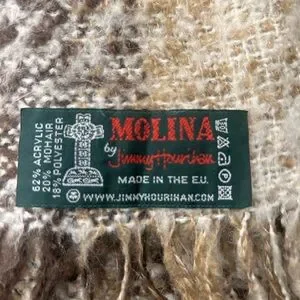 MOLINA
by Jimmy Hourihan
MADE IN THE E.U.
WWW.JIMMYHOURIHAN.COM
62% ACRYLIC
20% MOHAIR
18% POLYESTER